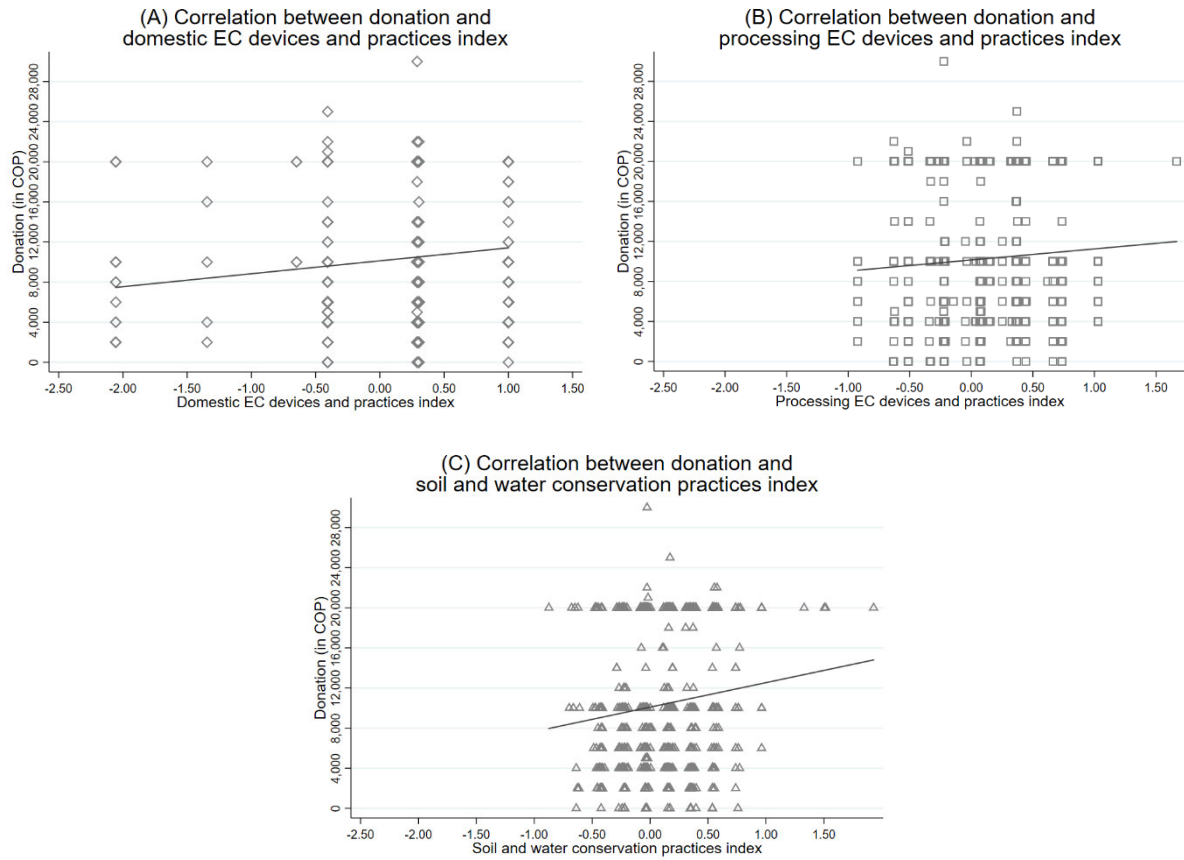 (A) Correlation between donation and
domestic EC devices and practices index
Donation (in COP)
28,000
24,000
20,000
16,000
12,000
8,000
4,000
0
-2.50 -2.00 -1.50 -1.00 -0.50 0.00 0.50 1.00 1.50
Domestic EC devices and practices index
(B) Correlation between donation and
processing EC devices and practices index
Donation (in COP)
28,000
24,000
20,000
16,000
12,000
8,000
4,000
0
-2.50 -2.00 -1.50 -1.00 -0.50 0.00 0.50 1.00 1.50
Processing EC devices and practices index
(C) Correlation between donation and
soil and water conservation practices index
Donation (in COP)
28,000
24,000
20,000
16,000
12,000
8,000
4,000
0
-2.50 -2.00 -1.50 -1.00 -0.50 0.00 0.50 1.00 1.50
Soil and water conservation practices index